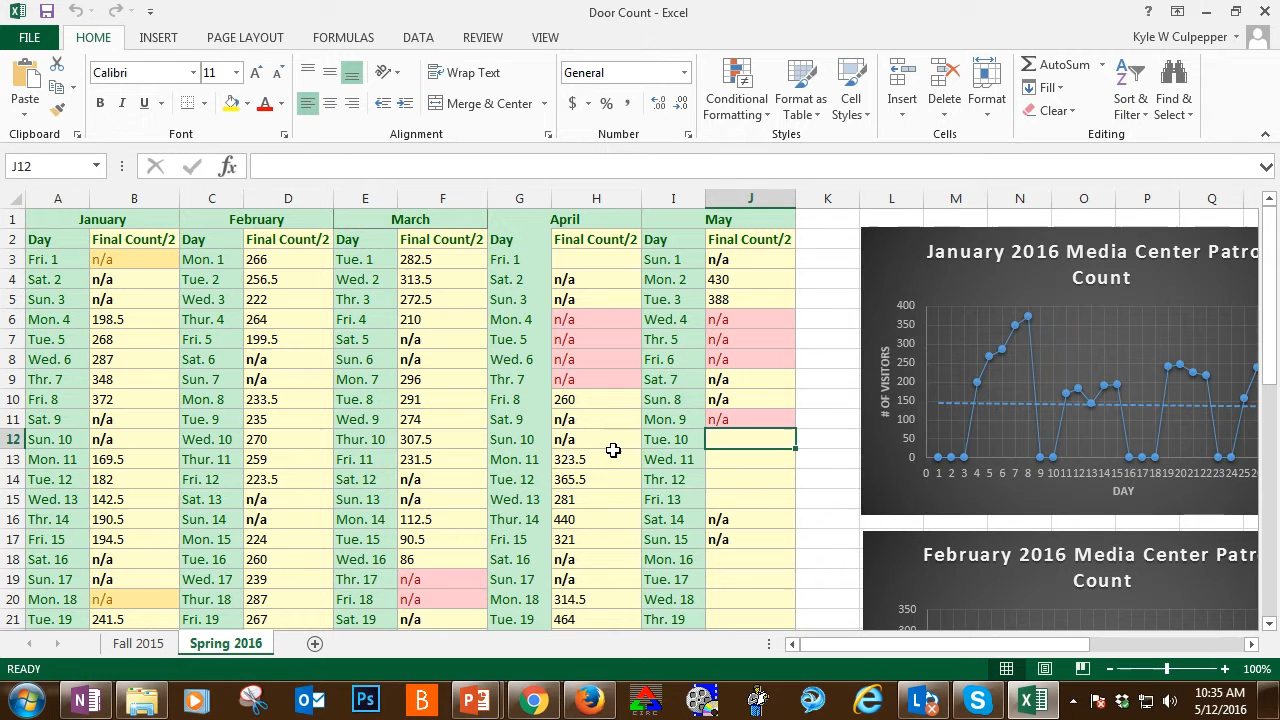 Door Count - Excel
FILE HOME INSERT PAGE LAYOUT FORMULAS DATA REVIEW VIEW Kyle W Culpepper
Paste Calibri 11 Wrap Text General Conditional Formatting Format as Table Cell Styles Insert Delete Format AutoSum Fill Clear Sort & Filter Find & Select
B I U Merge & Center $ % ,
Clipboard Font Alignment Number Styles Cells Editing
J12 fx
A B C D E F G H I J K L M N O P Q
1 January February March April May
2 Day Final Count/2 Day Final Count/2 Day Final Count/2 Day Final Count/2 Day Final Count/2
3 Fri. 1 n/a Mon. 1 266 Tue. 1 282.5 Fri. 1 Sun. 1 n/a
4 Sat. 2 n/a Tue. 2 256.5 Wed. 2 313.5 Sat. 2 n/a Mon. 2 430
5 Sun. 3 n/a Wed. 3 222 Thr. 3 272.5 Sun. 3 n/a Tue. 3 388
6 Mon. 4 198.5 Thur. 4 264 Fri. 4 210 Mon. 4 n/a Wed. 4 n/a
7 Tue. 5 268 Fri. 5 199.5 Sat. 5 n/a Tue. 5 n/a Thr. 5 n/a
8 Wed. 6 287 Sat. 6 n/a Sun. 6 n/a Wed. 6 n/a Fri. 6 n/a
9 Thr. 7 348 Sun. 7 n/a Mon. 7 296 Thr. 7 n/a Sat. 7 n/a
10 Fri. 8 372 Mon. 8 233.5 Tue. 8 291 Fri. 8 260 Sun. 8 n/a
11 Sat. 9 n/a Tue. 9 235 Wed. 9 274 Sat. 9 n/a Mon. 9 n/a
12 Sun. 10 n/a Wed. 10 270 Thur. 10 307.5 Sun. 10 n/a Tue. 10
13 Mon. 11 169.5 Thur. 11 259 Fri. 11 231.5 Mon. 11 323.5 Wed. 11
14 Tue. 12 182 Fri. 12 223.5 Sat. 12 n/a Tue. 12 365.5 Thr. 12
15 Wed. 13 142.5 Sat. 13 n/a Sun. 13 n/a Wed. 13 281 Fri. 13
16 Thr. 14 190.5 Sun. 14 n/a Mon. 14 112.5 Thur. 14 440 Sat. 14 n/a
17 Fri. 15 194.5 Mon. 15 224 Tue. 15 90.5 Fri. 15 321 Sun. 15 n/a
18 Sat. 16 n/a Tue. 16 260 Wed. 16 86 Sat. 16 n/a Mon. 16
19 Sun. 17 n/a Wed. 17 239 Thr. 17 n/a Sun. 17 n/a Tue. 17
20 Mon. 18 n/a Thur. 18 287 Fri. 18 n/a Mon. 18 314.5 Wed. 18
21 Tue. 19 241.5 Fri. 19 267 Sat. 19 n/a Tue. 19 464 Thr. 19
January 2016 Media Center Patro
Count
400
350
300
250
200
150
100
50
0
# OF VISITORS
1 2 3 4 5 6 7 8 9 10 11 12 13 14 15 16 17 18 19 20 21 22 23 24 25 26
DAY
February 2016 Media Center Patro
Count
350
300
Fall 2015 Spring 2016
READY 100%
CIRC
10:35 AM
5/12/2016